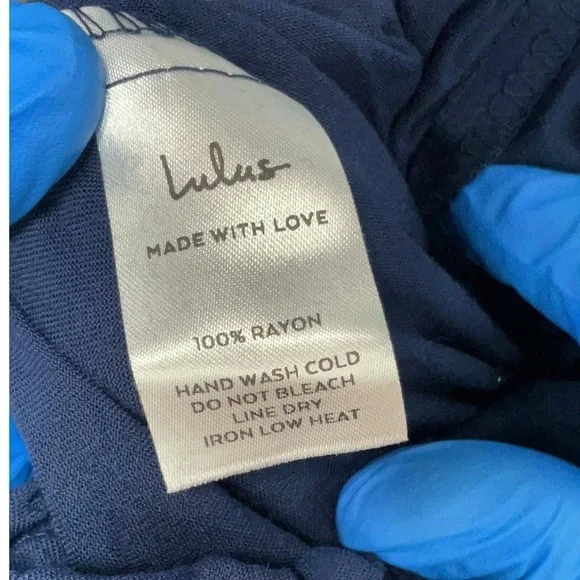 Lulus
MADE WITH LOVE
100% RAYON
HAND WASH COLD
DO NOT BLEACH
LINE DRY
IRON LOW HEAT